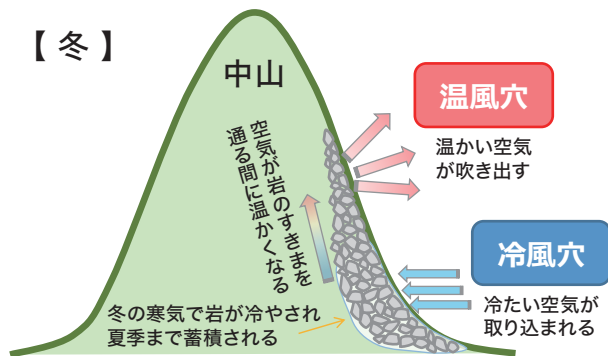 【 冬 】
中山
温風穴
温かい空気
が吹き出す
空気が岩のすきまを
通る間に温かくなる
冷風穴
冷たい空気が
取り込まれる
冬の寒気で岩が冷やされ
夏季まで蓄積される